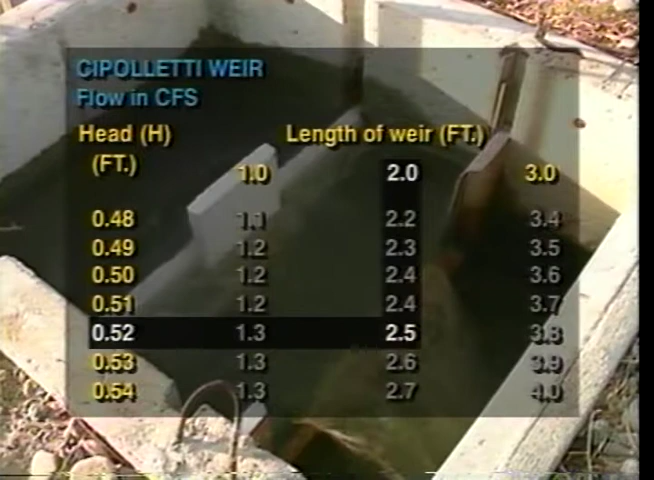 CIPOLLETTI WEIR
Flow in CFS
Head (H) Length of weir (FT.)
(FT.) 1.0 2.0 3.0
0.48 1.1 2.2 3.4
0.49 1.2 2.3 3.5
0.50 1.2 2.4 3.6
0.51 1.2 2.4 3.7
0.52 1.3 2.5 3.8
0.53 1.3 2.6 3.9
0.54 1.3 2.7 4.0